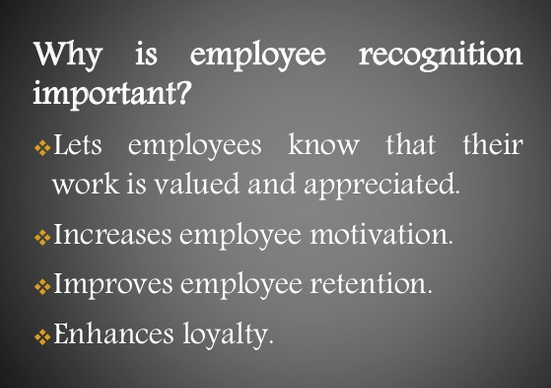 Why is employee recognition
important?
Lets employees know that their
work is valued and appreciated.
Increases employee motivation.
Improves employee retention.
Enhances loyalty.